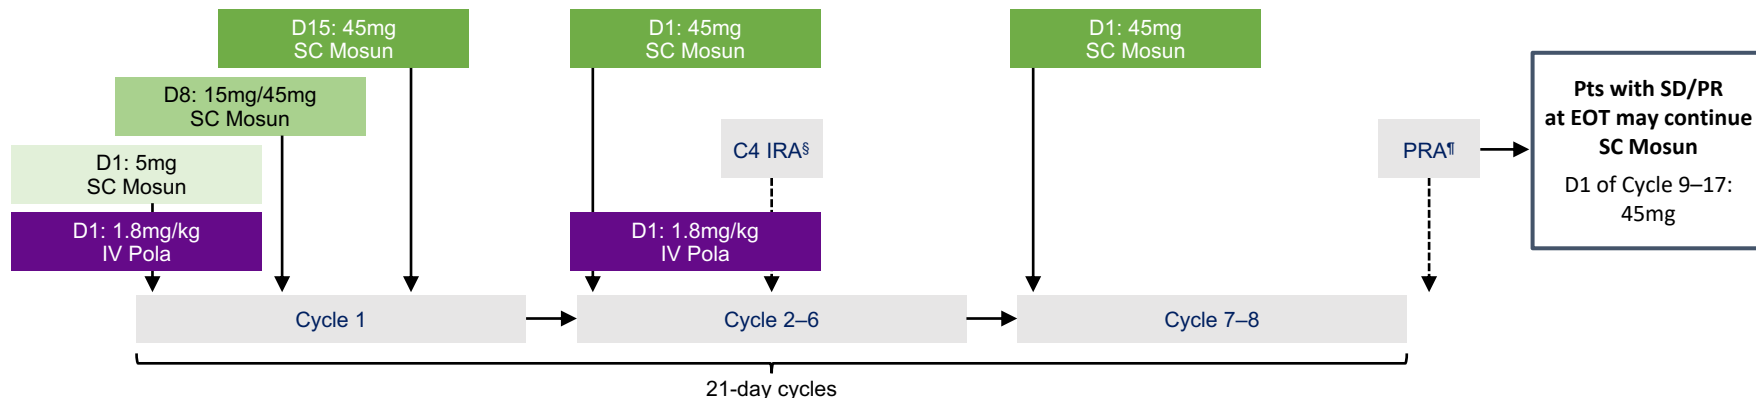 D15: 45mg
SC Mosun
D8: 15mg/45mg
SC Mosun
D1: 5mg
SC Mosun
D1: 1.8mg/kg
IV Pola
Cycle 1
D1: 45mg
SC Mosun
C4 IRA§
D1: 1.8mg/kg
IV Pola
Cycle 2–6
D1: 45mg
SC Mosun
Cycle 7–8
PRA¶
Pts with SD/PR
at EOT may continue
SC Mosun
D1 of Cycle 9–17:
45mg
21-day cycles